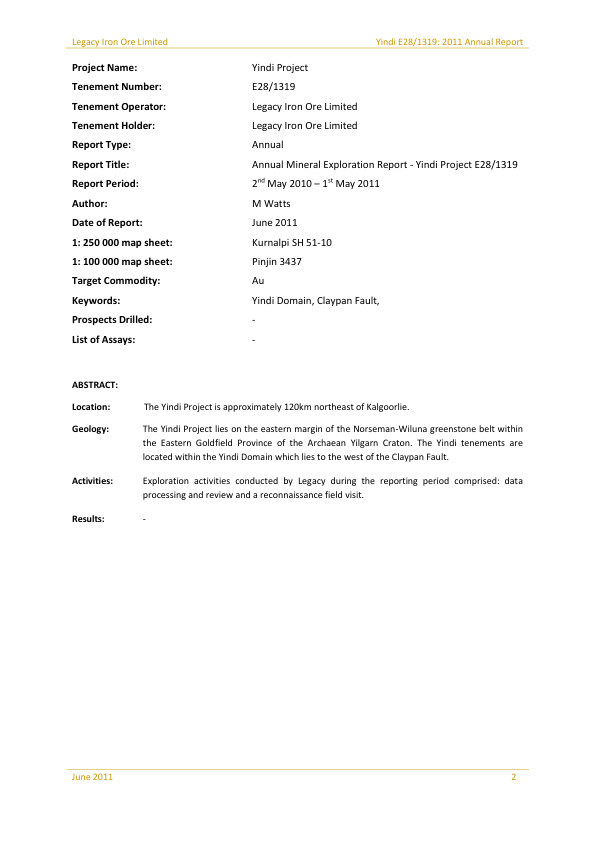 Legacy Iron Ore Limited Yindi E28/1319: 2011 Annual Report
Project Name: Yindi Project
Tenement Number: E28/1319
Tenement Operator: Legacy Iron Ore Limited
Tenement Holder: Legacy Iron Ore Limited
Report Type: Annual
Report Title: Annual Mineral Exploration Report - Yindi Project E28/1319
Report Period: 2nd May 2010 – 1st May 2011
Author: M Watts
Date of Report: June 2011
1: 250 000 map sheet: Kurnalpi SH 51-10
1: 100 000 map sheet: Pinjin 3437
Target Commodity: Au
Keywords: Yindi Domain, Claypan Fault,
Prospects Drilled: -
List of Assays: -
ABSTRACT:
Location: The Yindi Project is approximately 120km northeast of Kalgoorlie.
Geology: The Yindi Project lies on the eastern margin of the Norseman-Wiluna greenstone belt within
the Eastern Goldfield Province of the Archaean Yilgarn Craton. The Yindi tenements are
located within the Yindi Domain which lies to the west of the Claypan Fault.
Activities: Exploration activities conducted by Legacy during the reporting period comprised: data
processing and review and a reconnaissance field visit.
Results: -
June 2011 2